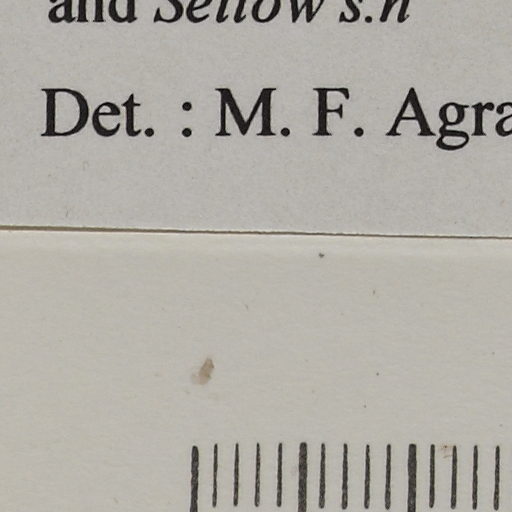 and Sellow s.n
Det. : M. F. Agra